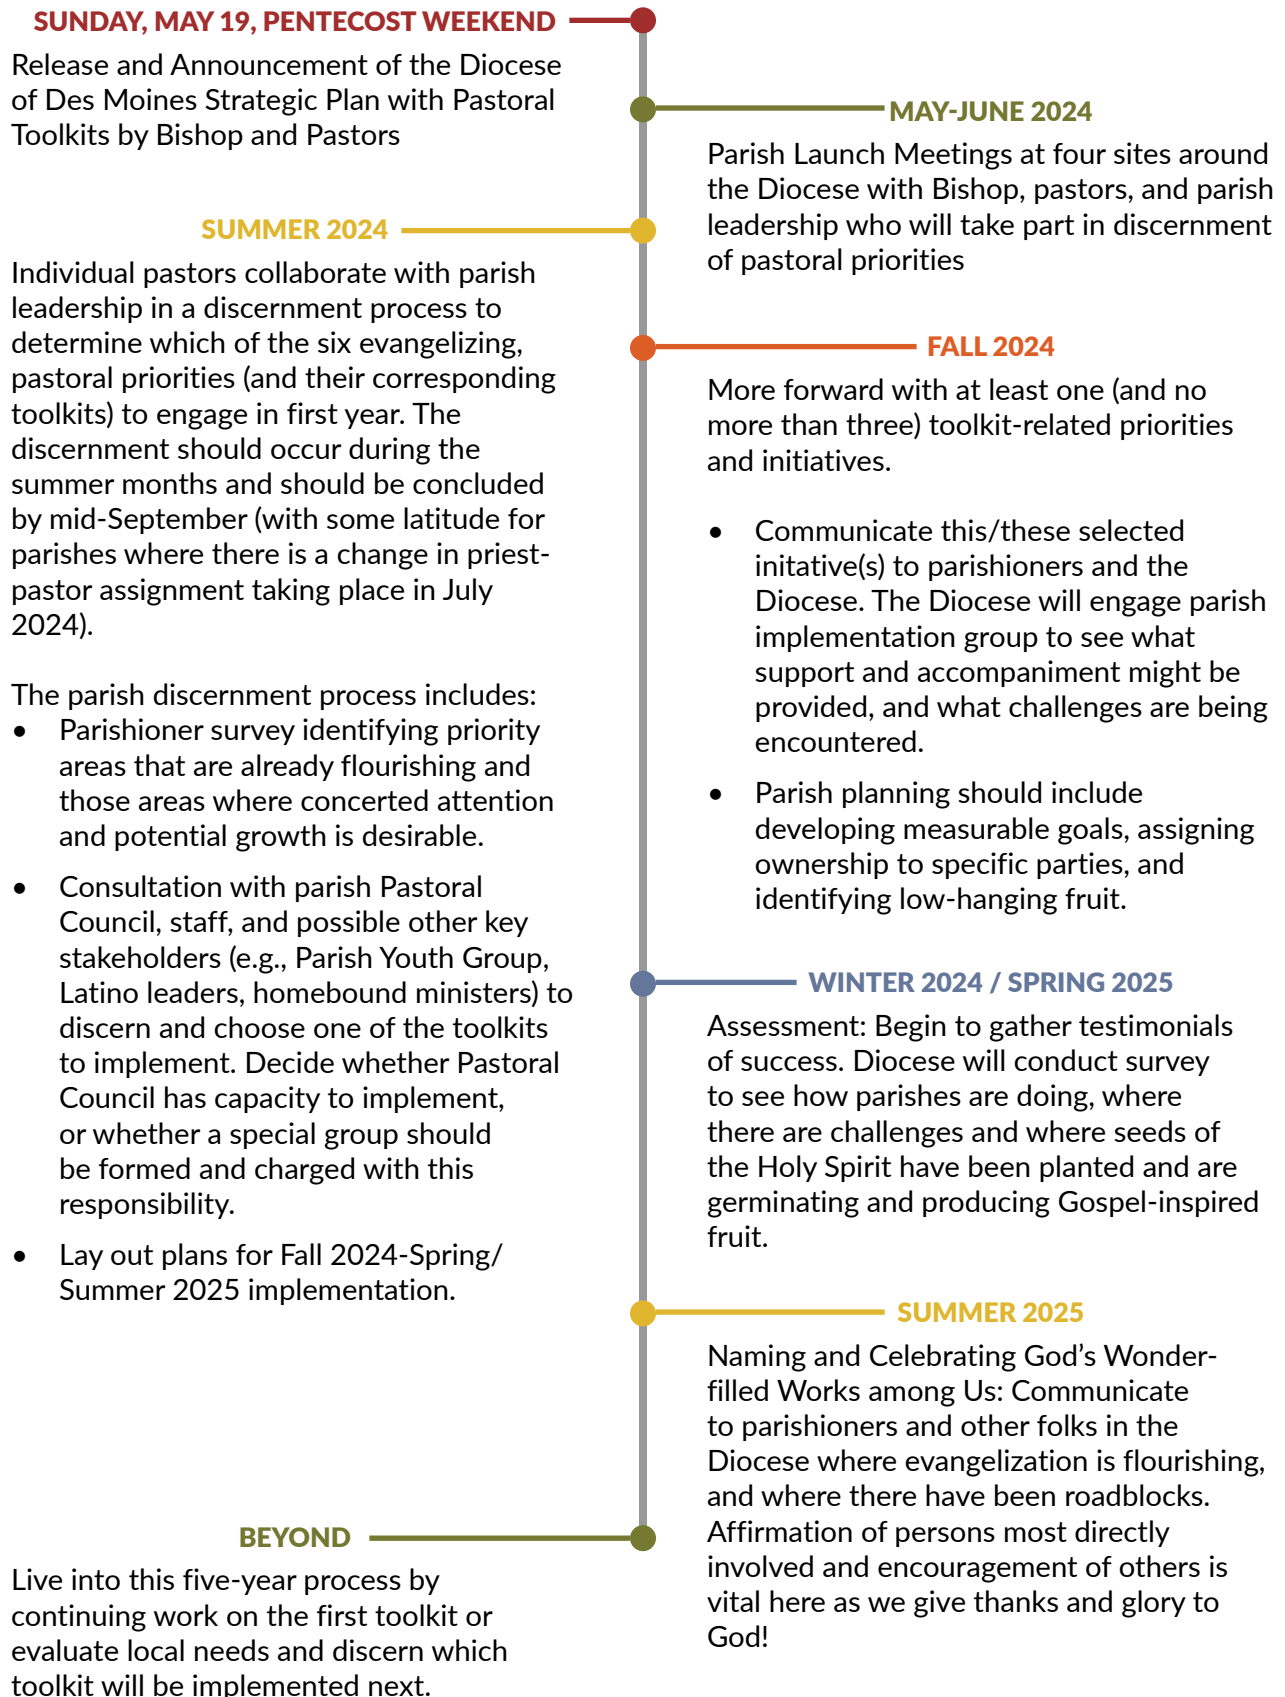 SUNDAY, MAY 19, PENTECOST WEEKEND
Release and Announcement of the Diocese
of Des Moines Strategic Plan with Pastoral
Toolkits by Bishop and Pastors
MAY-JUNE 2024
Parish Launch Meetings at four sites around
the Diocese with Bishop, pastors, and parish
leadership who will take part in discernment
of pastoral priorities
SUMMER 2024
Individual pastors collaborate with parish
leadership in a discernment process to
determine which of the six evangelizing,
pastoral priorities (and their corresponding
toolkits) to engage in first year. The
discernment should occur during the
summer months and should be concluded
by mid-September (with some latitude for
parishes where there is a change in priest-
pastor assignment taking place in July
2024).
The parish discernment process includes:
• Parishioner survey identifying priority
areas that are already flourishing and
those areas where concerted attention
and potential growth is desirable.
• Consultation with parish Pastoral
Council, staff, and possible other key
stakeholders (e.g., Parish Youth Group,
Latino leaders, homebound ministers) to
discern and choose one of the toolkits
to implement. Decide whether Pastoral
Council has capacity to implement,
or whether a special group should
be formed and charged with this
responsibility.
• Lay out plans for Fall 2024-Spring/
Summer 2025 implementation.
FALL 2024
More forward with at least one (and no
more than three) toolkit-related priorities
and initiatives.
• Communicate this/these selected
initative(s) to parishioners and the
Diocese. The Diocese will engage parish
implementation group to see what
support and accompaniment might be
provided, and what challenges are being
encountered.
• Parish planning should include
developing measurable goals, assigning
ownership to specific parties, and
identifying low-hanging fruit.
WINTER 2024 / SPRING 2025
Assessment: Begin to gather testimonials
of success. Diocese will conduct survey
to see how parishes are doing, where
there are challenges and where seeds of
the Holy Spirit have been planted and are
germinating and producing Gospel-inspired
fruit.
SUMMER 2025
Naming and Celebrating God’s Wonder-
filled Works among Us: Communicate
to parishioners and other folks in the
Diocese where evangelization is flourishing,
and where there have been roadblocks.
Affirmation of persons most directly
involved and encouragement of others is
vital here as we give thanks and glory to
God!
BEYOND
Live into this five-year process by
continuing work on the first toolkit or
evaluate local needs and discern which
toolkit will be implemented next.